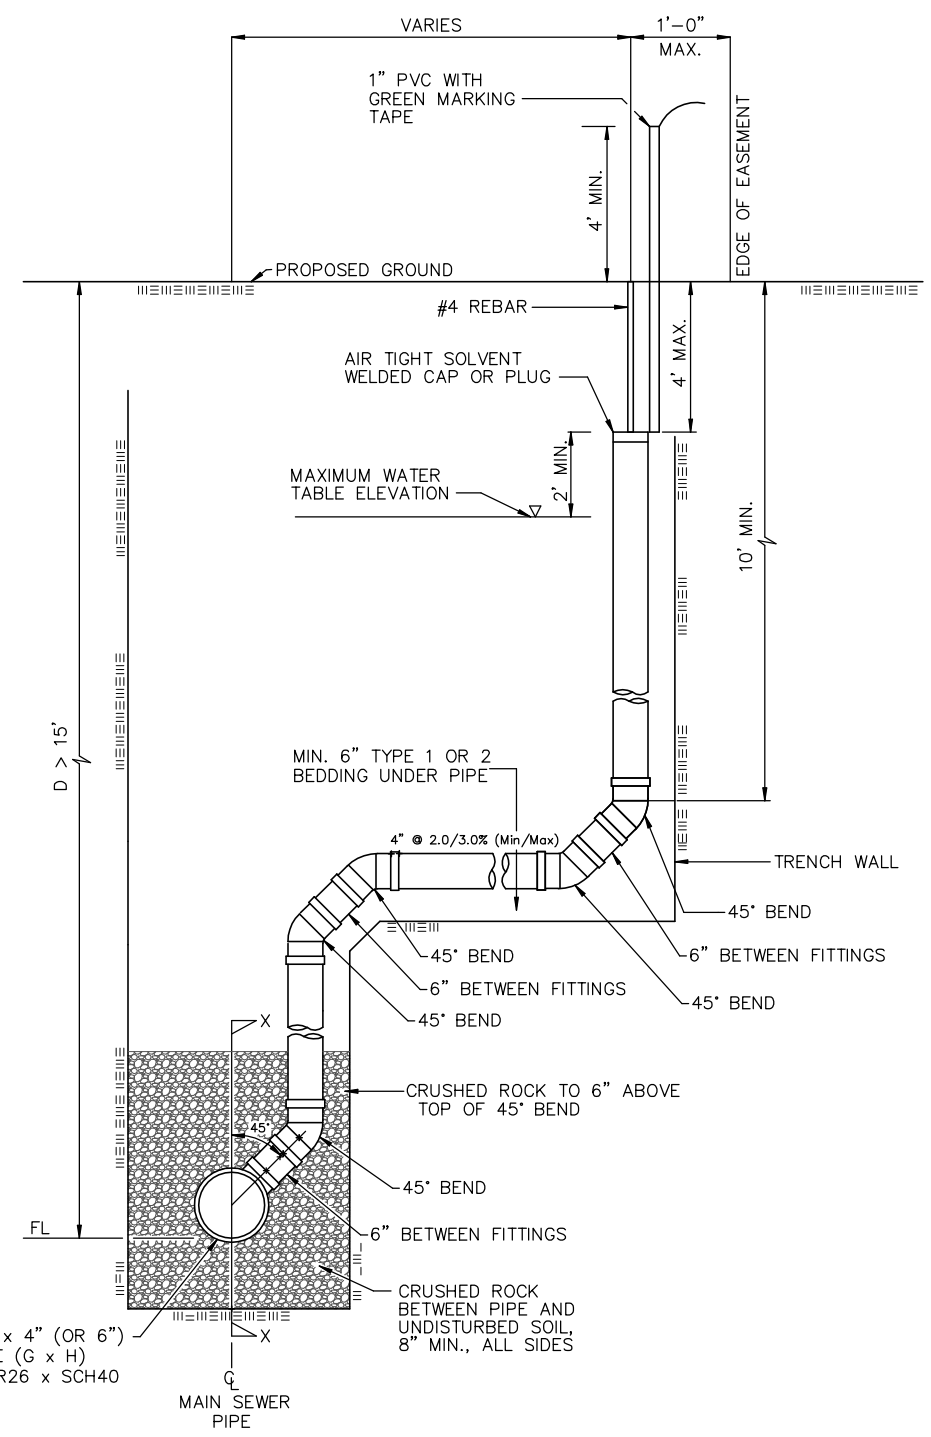 VARIES
1'-0"
MAX.
1" PVC WITH
GREEN MARKING
TAPE
EDGE OF EASEMENT
4' MIN.
PROPOSED GROUND
#4 REBAR
4' MAX.
AIR TIGHT SOLVENT
WELDED CAP OR PLUG
2' MIN.
MAXIMUM WATER
TABLE ELEVATION
10' MIN.
D > 15'
MIN. 6" TYPE 1 OR 2
BEDDING UNDER PIPE
4" @ 2.0/3.0% (Min/Max)
TRENCH WALL
45° BEND
6" BETWEEN FITTINGS
45° BEND
45° BEND
6" BETWEEN FITTINGS
45° BEND
X
CRUSHED ROCK TO 6" ABOVE
TOP OF 45° BEND
45°
45° BEND
FL
6" BETWEEN FITTINGS
CRUSHED ROCK
BETWEEN PIPE AND
UNDISTURBED SOIL,
8" MIN., ALL SIDES
X
x 4" (OR 6")
(G x H)
R26 x SCH40
CL
MAIN SEWER
PIPE